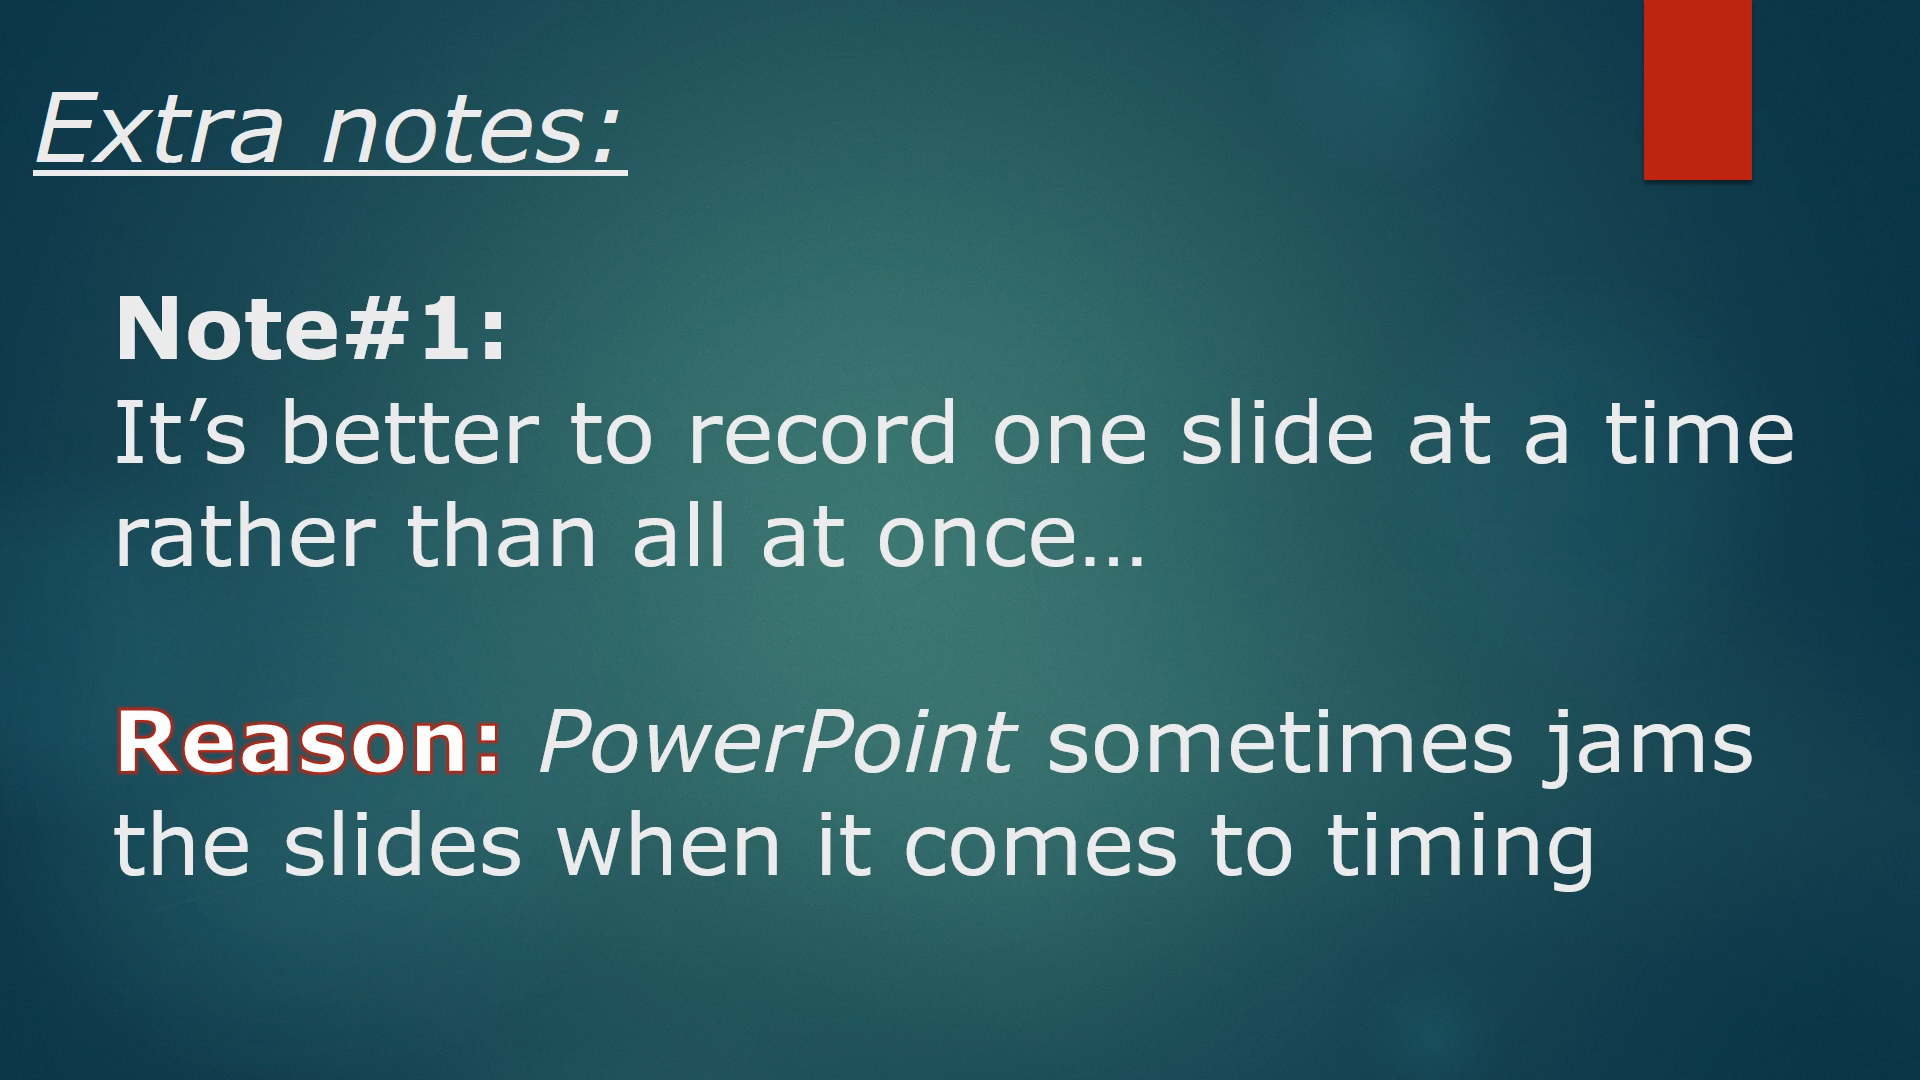 Extra notes:
Note#1:
It’s better to record one slide at a time
rather than all at once…
Reason: PowerPoint sometimes jams
the slides when it comes to timing